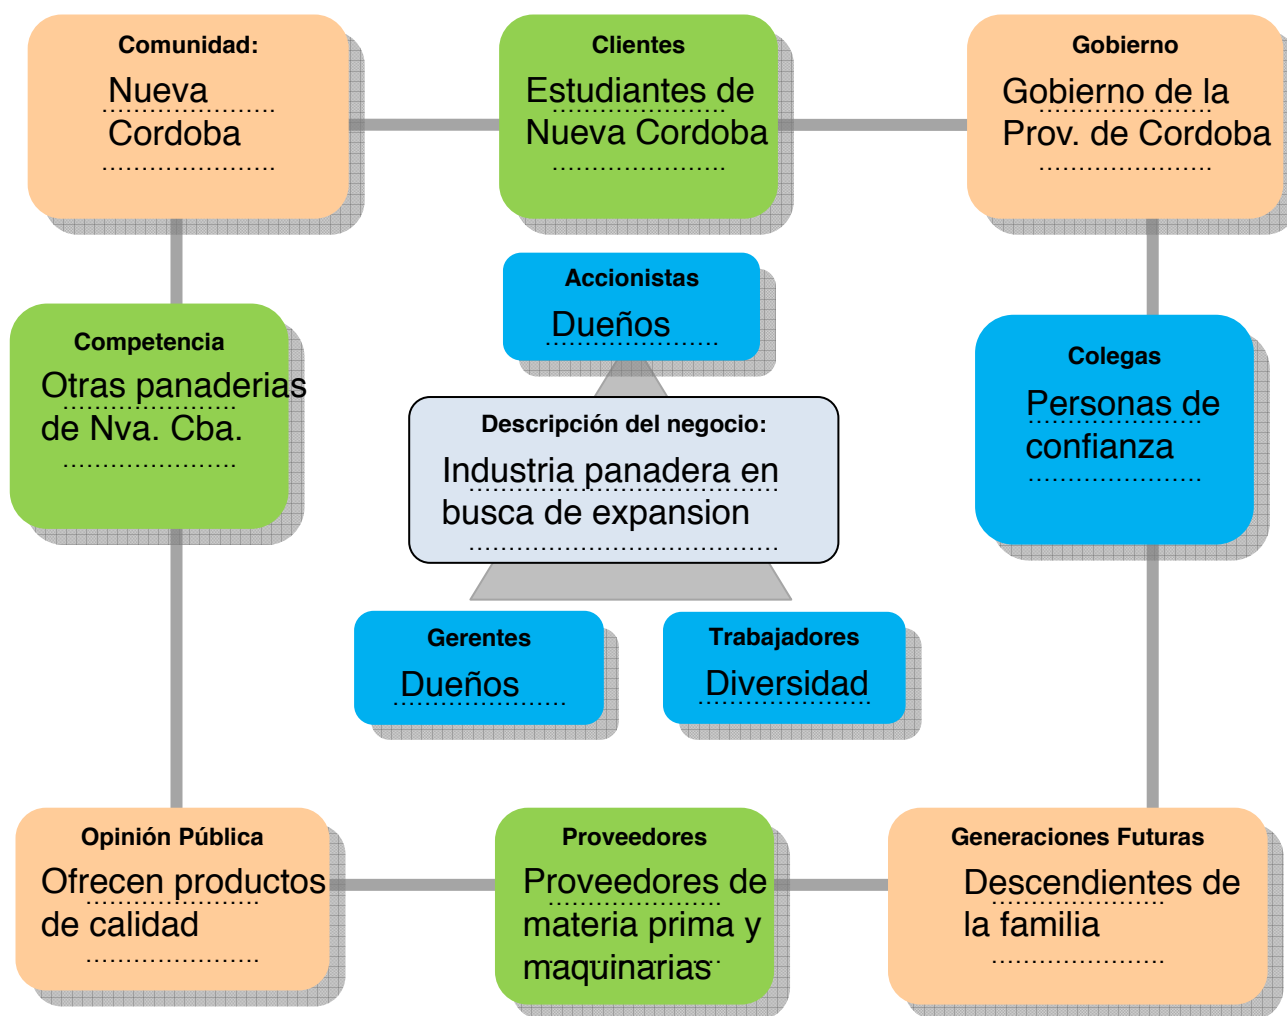 Comunidad:
Nueva
Cordoba
Clientes
Estudiantes de
Nueva Cordoba
Gobierno
Gobierno de la
Prov. de Cordoba
Accionistas
Dueños
Competencia
Otras panaderias
de Nva. Cba.
Colegas
Personas de
confianza
Descripción del negocio:
Industria panadera en
busca de expansion
Gerentes
Dueños
Trabajadores
Diversidad
Opinión Pública
Ofrecen productos
de calidad
Proveedores
Proveedores de
materia prima y
maquinarias
Generaciones Futuras
Descendientes de
la familia